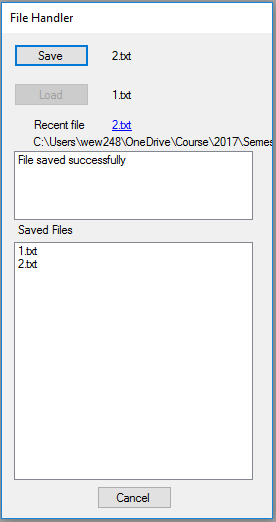 File Handler
Save 2.txt
Load 1.txt
Recent file 2.txt
C:\Users\wew248\OneDrive\Course\2017\Semes
File saved successfully
Saved Files
1.txt
2.txt
Cancel